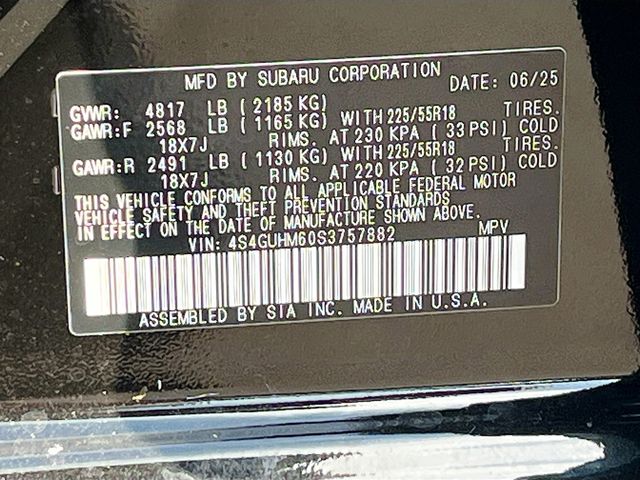 MFD BY SUBARU CORPORATION DATE: 06/25
GVWR: 4817 LB (2185 KG)
GAWR:F 2568 LB (1165 KG) WITH 225/55R18 TIRES.
18X7J RIMS. AT 230 KPA (33 PSI) COLD
GAWR:R 2491 LB (1130 KG) WITH 225/55R18 TIRES.
18X7J RIMS. AT 220 KPA (32 PSI) COLD
THIS VEHICLE CONFORMS TO ALL APPLICABLE FEDERAL MOTOR
VEHICLE SAFETY AND THEFT PREVENTION STANDARDS
IN EFFECT ON THE DATE OF MANUFACTURE SHOWN ABOVE.
VIN: 4S4GUHM60S3757882 MPV
ASSEMBLED BY SIA INC. MADE IN U.S.A.